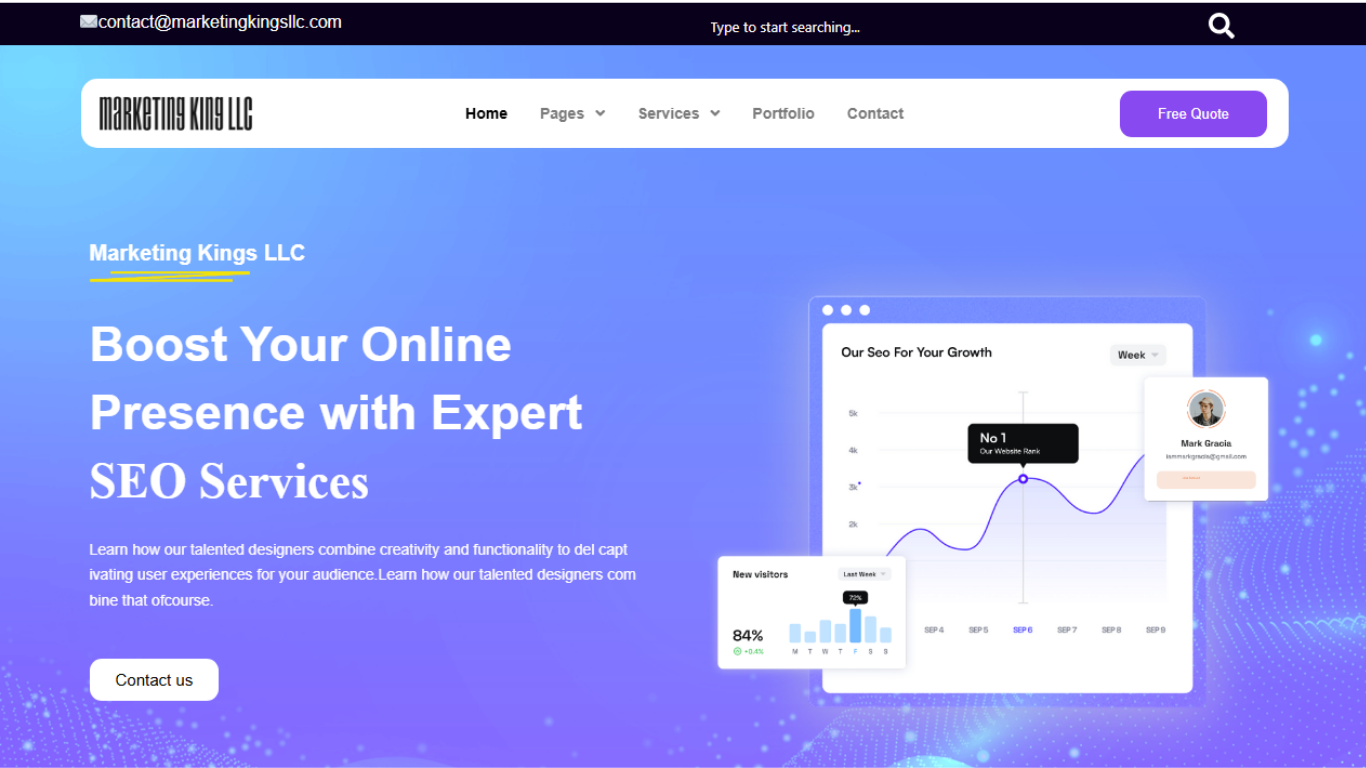 contact@marketingkingsllc.com
Type to start searching...
MARKETING KING LLC
Home Pages Services Portfolio Contact
Free Quote
Marketing Kings LLC
Boost Your Online
Presence with Expert
SEO Services
Learn how our talented designers combine creativity and functionality to del capt
ivating user experiences for your audience.Learn how our talented designers com
bine that ofcourse.
Contact us
Our Seo For Your Growth
Week
5k
4k
3k
2k
No 1
Our Website Rank
SEP 4 SEP 5 SEP 6 SEP 7 SEP 8 SEP 9
Mark Gracia
iammarkgracia@gmail.com
New visitors
Last Week
72%
84%
+0.4%
M T W T F S S